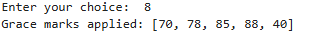 Enter your choice:  8
Grace marks applied: [70, 78, 85, 88, 40]